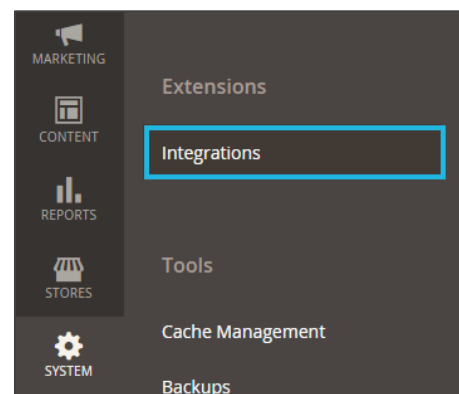 MARKETING
CONTENT
REPORTS
STORES
SYSTEM
Extensions
Integrations
Tools
Cache Management
Backups